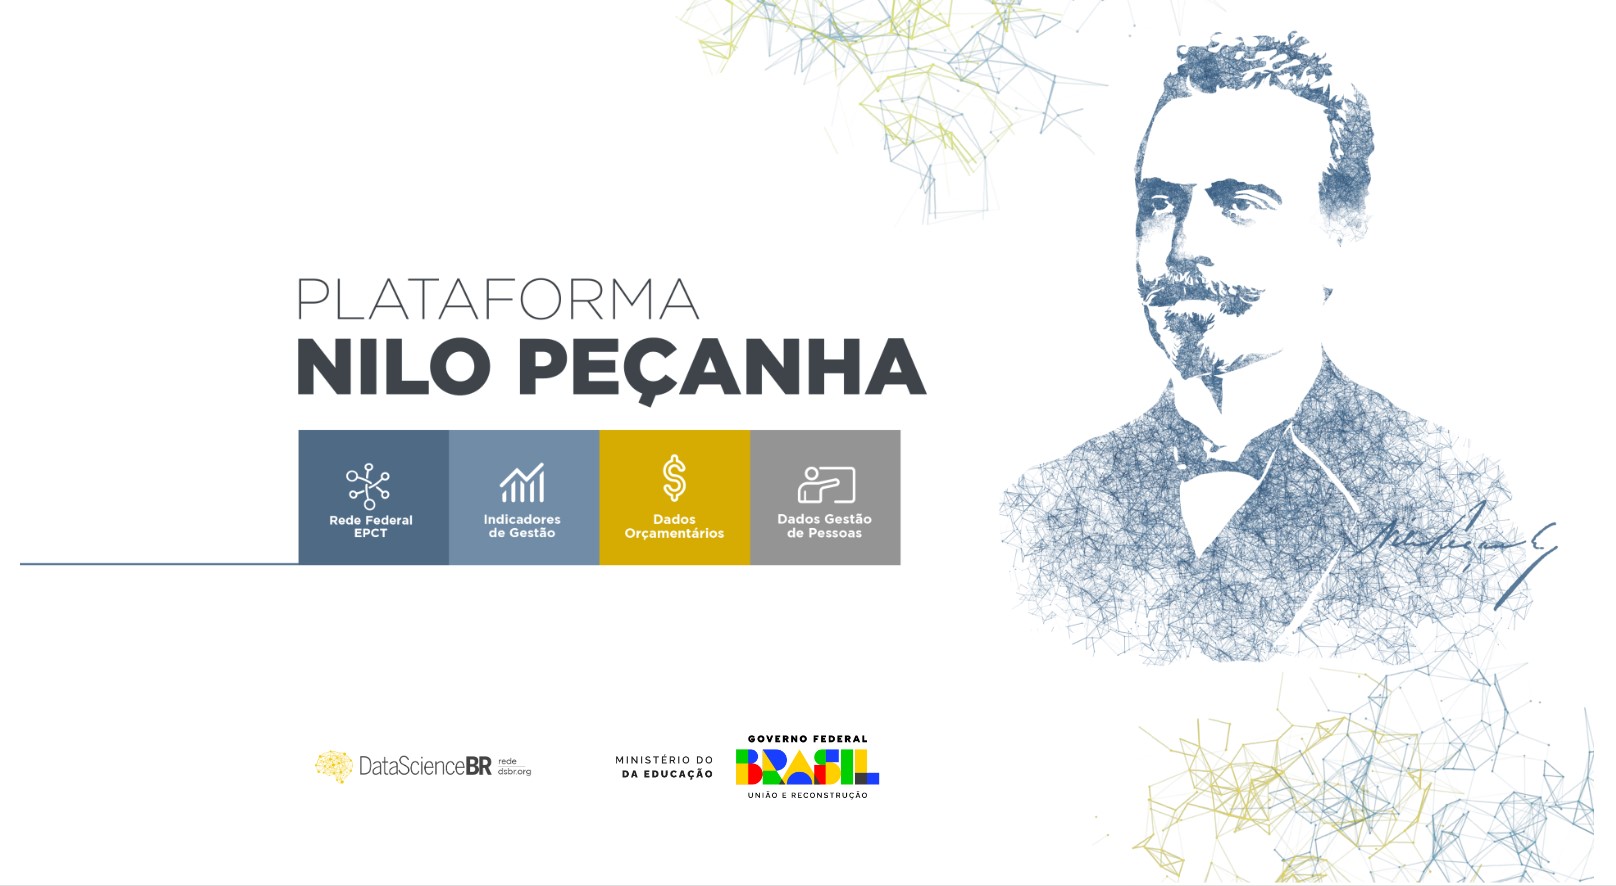 PLATAFORMA
NILO PEÇANHA
Rede Federal
EPCT
Indicadores
de Gestão
Dados
Orçamentários
Dados Gestão
de Pessoas
DataScienceBR
rede
dsbr.org
MINISTÉRIO DO
DA EDUCAÇÃO
GOVERNO FEDERAL
BRASIL
UNIÃO E RECONSTRUÇÃO